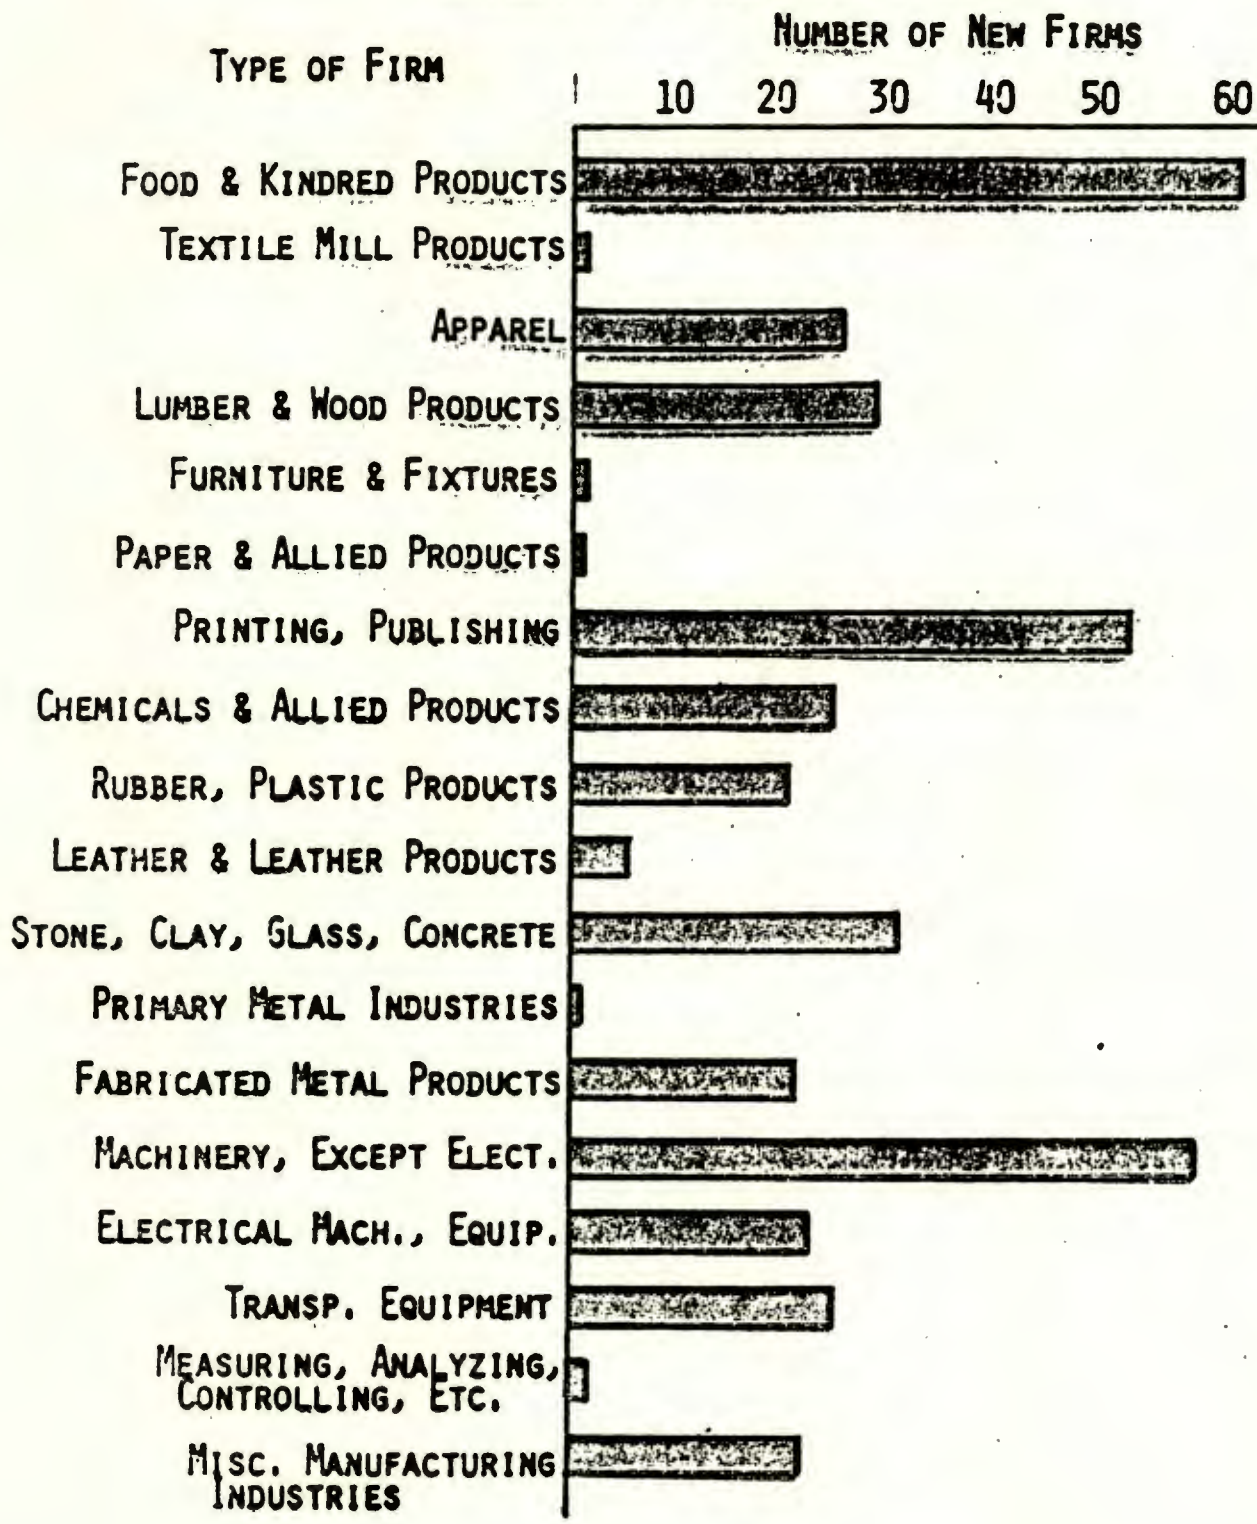 NUMBER OF NEW FIRMS
TYPE OF FIRM
10 20 30 40 50 60
FOOD & KINDRED PRODUCTS
TEXTILE MILL PRODUCTS
APPAREL
LUMBER & WOOD PRODUCTS
FURNITURE & FIXTURES
PAPER & ALLIED PRODUCTS
PRINTING, PUBLISHING
CHEMICALS & ALLIED PRODUCTS
RUBBER, PLASTIC PRODUCTS
LEATHER & LEATHER PRODUCTS
STONE, CLAY, GLASS, CONCRETE
PRIMARY METAL INDUSTRIES
FABRICATED METAL PRODUCTS
MACHINERY, EXCEPT ELECT.
ELECTRICAL MACH., EQUIP.
TRANSP. EQUIPMENT
MEASURING, ANALYZING,
CONTROLLING, ETC.
MISC. MANUFACTURING
INDUSTRIES